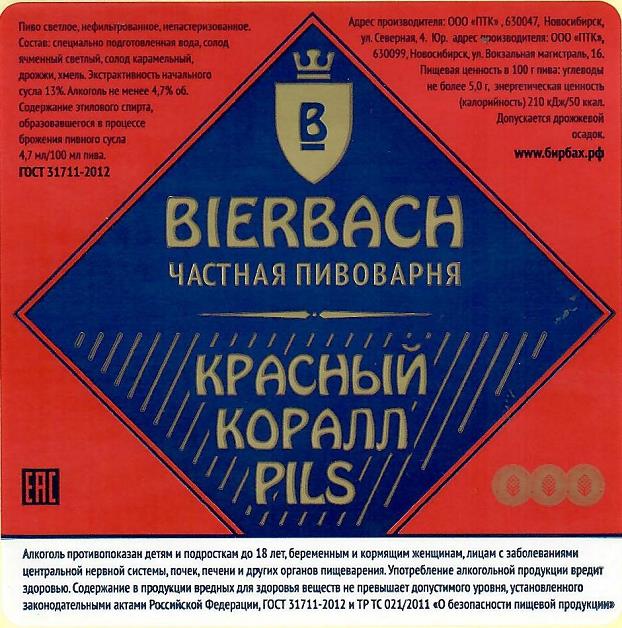 Пиво светлое, нефильтрованное, непастеризованное.
Состав: специально подготовленная вода, солод
ячменный светлый, солод карамельный,
дрожжи, хмель. Экстрактивность начального
сусла 13%. Алкоголь не менее 4,7% об.
Содержание этилового спирта,
образовавшегося в процессе
брожения пивного сусла
4,7 мл/100 мл пива.
ГОСТ 31711-2012
Адрес производителя: ООО «ПТК» , 630047, Новосибирск,
ул. Северная, 4. Юр. адрес производителя: ООО «ПТК»,
630099, Новосибирск, ул. Вокзальная магистраль, 16.
Пищевая ценность в 100 г пива: углеводы
не более 5,0 г, энергетическая ценность
(калорийность) 210 кДж/50 ккал.
Допускается дрожжевой
осадок.
www.бирбах.рф
B
BIERBACH
ЧАСТНАЯ ПИВОВАРНЯ
КРАСНЫЙ
КОРАЛЛ
PILS
EAC
Алкоголь противопоказан детям и подросткам до 18 лет, беременным и кормящим женщинам, лицам с заболеваниями
центральной нервной системы, почек, печени и других органов пищеварения. Употребление алкогольной продукции вредит
здоровью. Содержание в продукции вредных для здоровья веществ не превышает допустимого уровня, установленного
законодательными актами Российской Федерации, ГОСТ 31711-2012 и ТР ТС 021/2011 «О безопасности пищевой продукции»